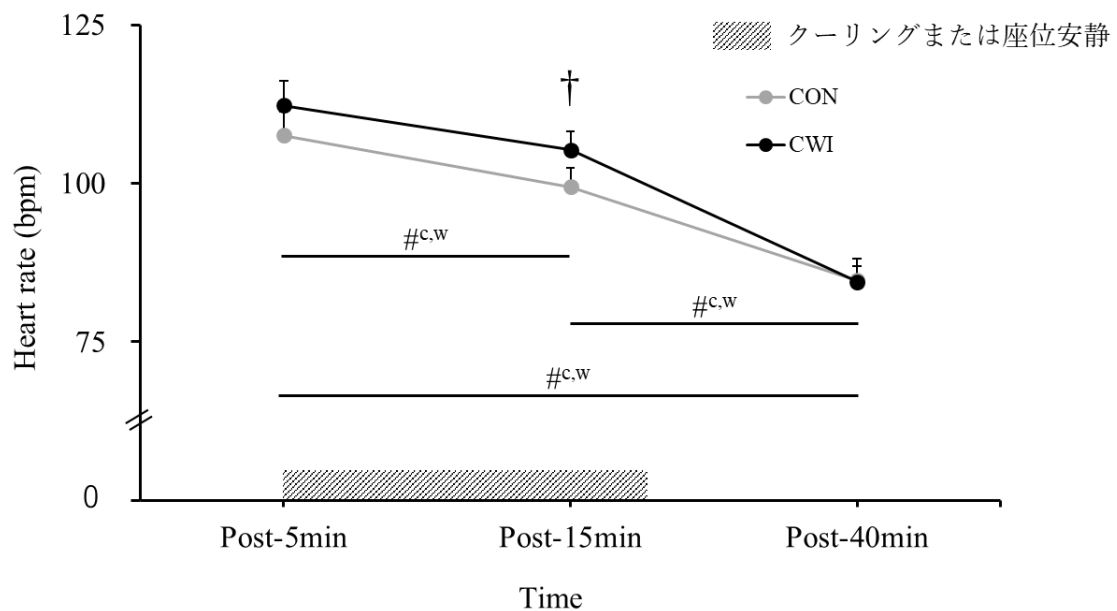 125
クーリングまたは座位安静
†
CON
CWI
100
Heart rate (bpm)
#c,w
#c,w
75
#c,w
0
Post-5min
Post-15min
Post-40min
Time